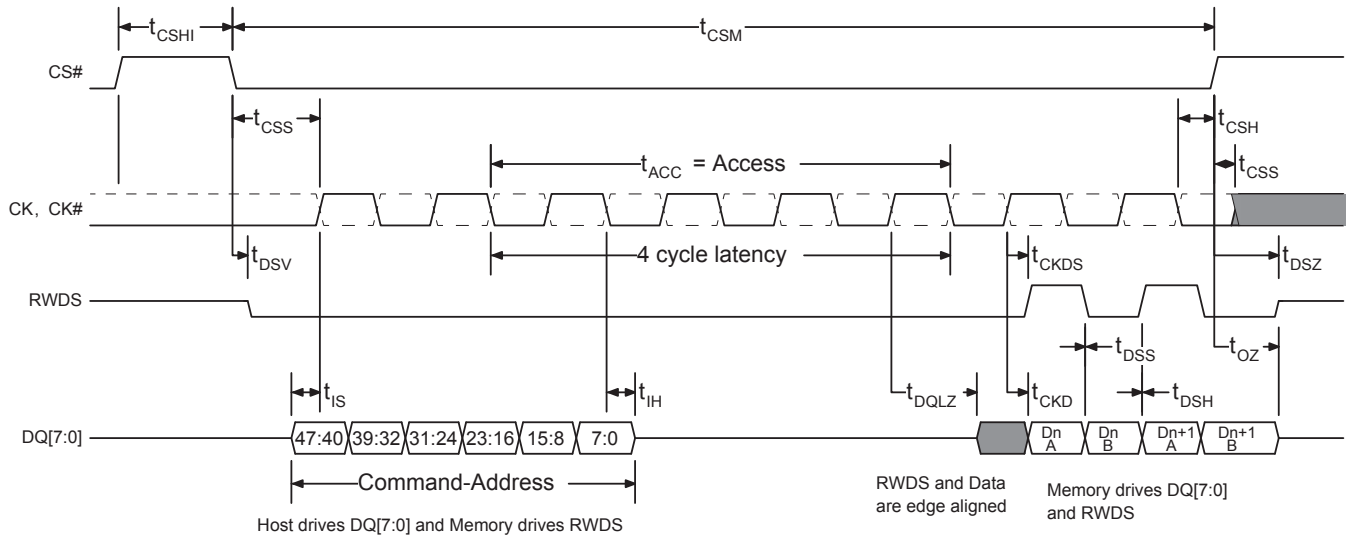 tCSHI
tCSM
CS#
tCSS
tCSH
tACC = Access
tCSS
CK, CK#
tDSV
4 cycle latency
tCKDS
tDSZ
RWDS
tDSS
tOZ
tIS
tIH
tDQLZ
tCKD
tDSH
DQ[7:0]
47:40 39:32 31:24 23:16 15:8 7:0
Dn A
Dn B
Dn+1 A
Dn+1 B
Command-Address
RWDS and Data
are edge aligned
Memory drives DQ[7:0]
and RWDS
Host drives DQ[7:0] and Memory drives RWDS